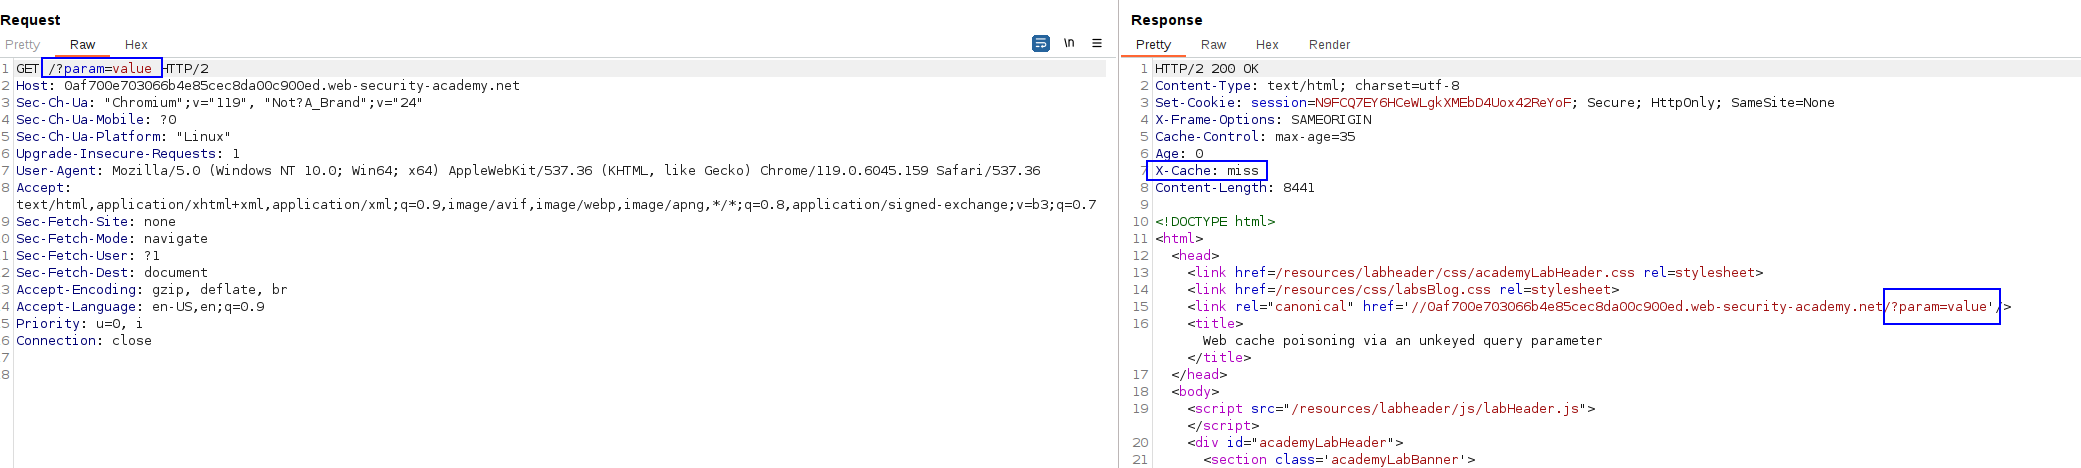 Request
Pretty Raw Hex \n
1 GET /?param=value HTTP/2
2 Host: 0af700e703066b4e85cec8da00c900ed.web-security-academy.net
3 Sec-Ch-Ua: "Chromium";v="119", "Not?A_Brand";v="24"
4 Sec-Ch-Ua-Mobile: ?0
5 Sec-Ch-Ua-Platform: "Linux"
6 Upgrade-Insecure-Requests: 1
7 User-Agent: Mozilla/5.0 (Windows NT 10.0; Win64; x64) AppleWebKit/537.36 (KHTML, like Gecko) Chrome/119.0.6045.159 Safari/537.36
8 Accept:
text/html,application/xhtml+xml,application/xml;q=0.9,image/avif,image/webp,image/apng,*/*;q=0.8,application/signed-exchange;v=b3;q=0.7
9 Sec-Fetch-Site: none
0 Sec-Fetch-Mode: navigate
1 Sec-Fetch-User: ?1
2 Sec-Fetch-Dest: document
3 Accept-Encoding: gzip, deflate, br
4 Accept-Language: en-US,en;q=0.9
5 Priority: u=0, i
6 Connection: close
7
8
Response
Pretty Raw Hex Render
1 HTTP/2 200 OK
2 Content-Type: text/html; charset=utf-8
3 Set-Cookie: session=N9FCQ7EY6HCeWLgkXMEbD4Uox42ReYoF; Secure; HttpOnly; SameSite=None
4 X-Frame-Options: SAMEORIGIN
5 Cache-Control: max-age=35
6 Age: 0
7 X-Cache: miss
8 Content-Length: 8441
9
10 <!DOCTYPE html>
11 <html>
12 <head>
13 <link href=/resources/labheader/css/academyLabHeader.css rel=stylesheet>
14 <link href=/resources/css/labsBlog.css rel=stylesheet>
15 <link rel="canonical" href='//0af700e703066b4e85cec8da00c900ed.web-security-academy.net/?param=value'/>
16 <title>
Web cache poisoning via an unkeyed query parameter
</title>
17 </head>
18 <body>
19 <script src="/resources/labheader/js/labHeader.js">
</script>
20 <div id="academyLabHeader">
21 <section class='academyLabBanner'>